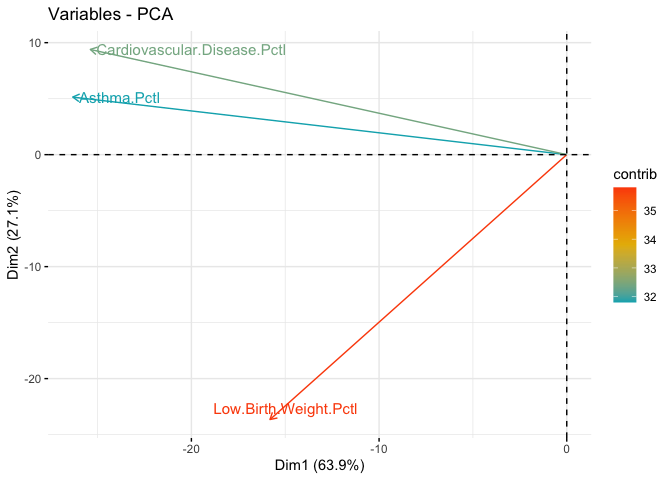 Variables - PCA
10
0
-10
-20
Dim2 (27.1%)
Cardiovascular.Disease.Pctl
Asthma.Pctl
Low.Birth.Weight.Pctl
-20
-10
0
Dim1 (63.9%)
contrib
35
34
33
32